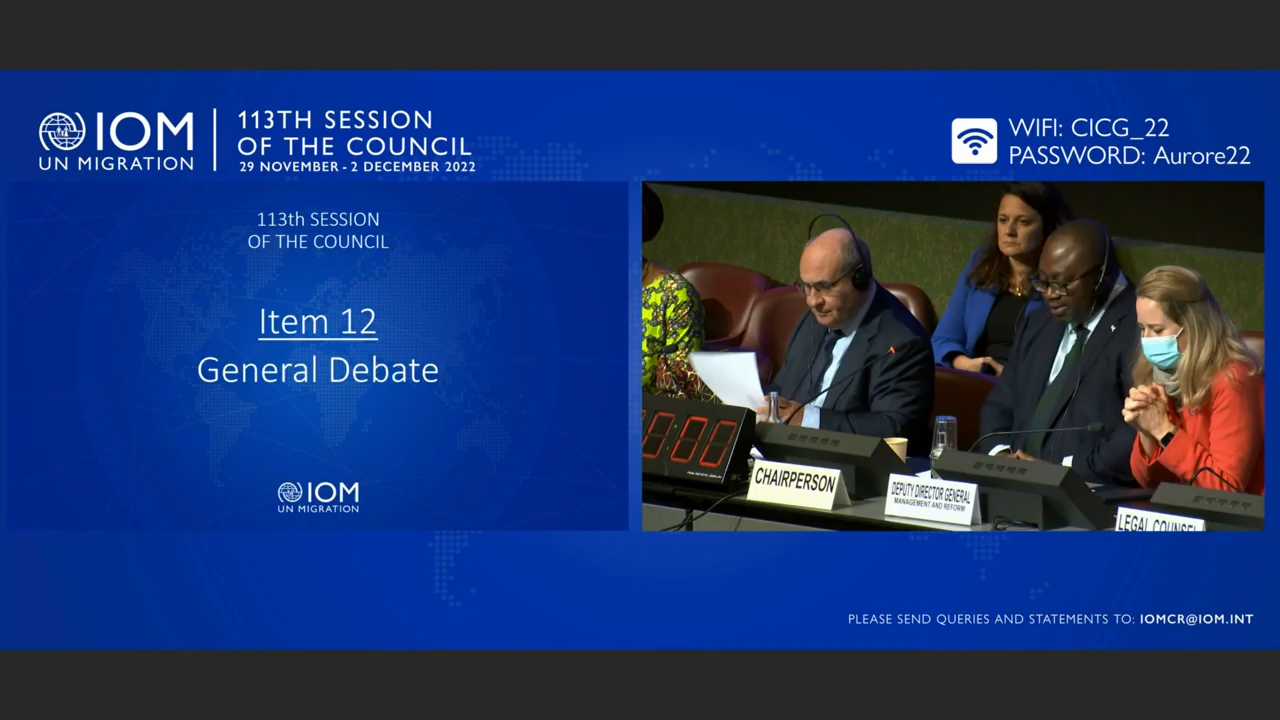 IOM
UN MIGRATION
113TH SESSION
OF THE COUNCIL
29 NOVEMBER - 2 DECEMBER 2022
WIFI: CICG_22
PASSWORD: Aurore22
113th SESSION
OF THE COUNCIL
Item 12
General Debate
IOM
UN MIGRATION
CHAIRPERSON
DEPUTY DIRECTOR GENERAL
MANAGEMENT AND REFORM
LEGAL COUNSEL
PLEASE SEND QUERIES AND STATEMENTS TO: IOMCR@IOM.INT